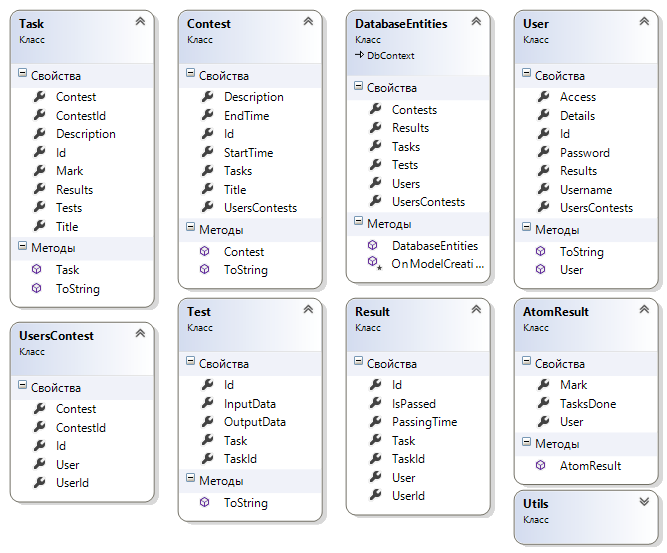 Task
Класс
Свойства
Contest
ContestId
Description
Id
Mark
Results
Tests
Title
Методы
Task
ToString
Contest
Класс
Свойства
Description
EndTime
Id
StartTime
Tasks
Title
UsersContests
Методы
Contest
ToString
DatabaseEntities
Класс
DbContext
Свойства
Contests
Results
Tasks
Tests
Users
UsersContests
Методы
DatabaseEntities
OnModelCreati...
User
Класс
Свойства
Access
Details
Id
Password
Results
Username
UsersContests
Методы
ToString
User
UsersContest
Класс
Свойства
Contest
ContestId
Id
User
UserId
Test
Класс
Свойства
Id
InputData
OutputData
Task
TaskId
Методы
ToString
Result
Класс
Свойства
Id
IsPassed
PassingTime
Task
TaskId
User
UserId
AtomResult
Класс
Свойства
Mark
TasksDone
User
Методы
AtomResult
Utils
Класс